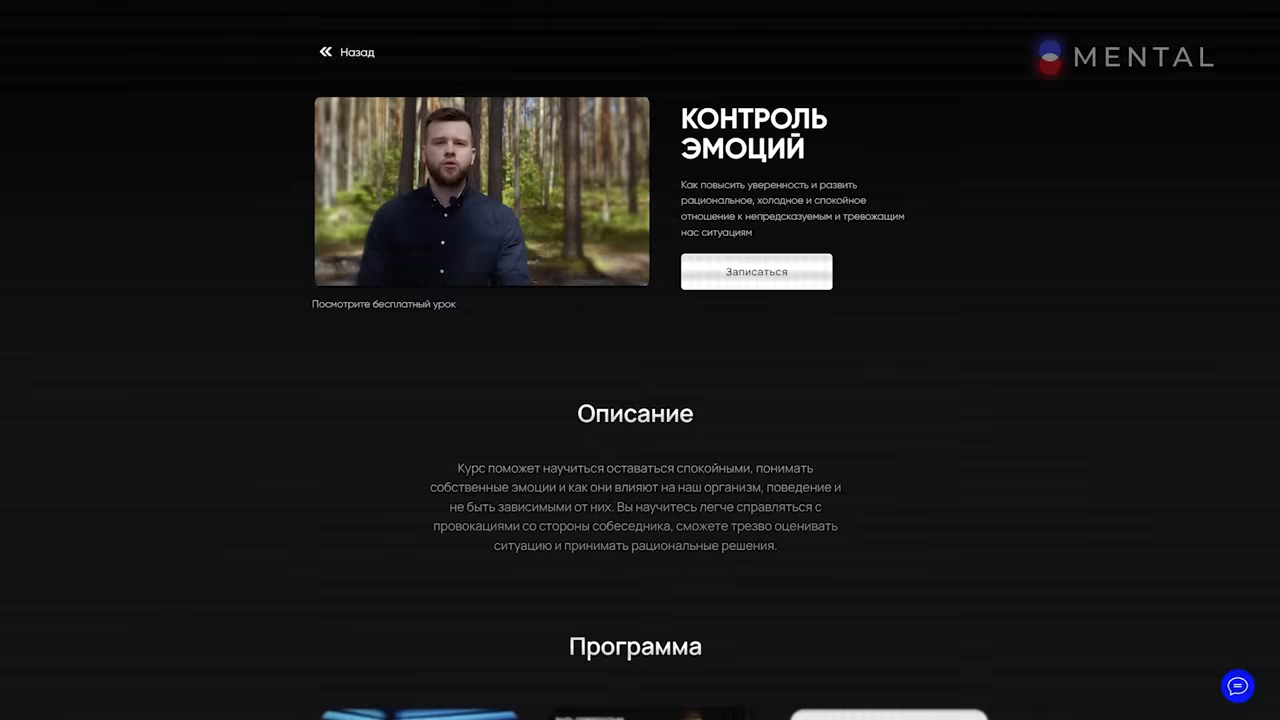 Назад
MENTAL
КОНТРОЛЬ
ЭМОЦИЙ
Как повысить уверенность и развить
рациональное, холодное и спокойное
отношение к непредсказуемым и тревожащим
нас ситуациям
Записаться
Посмотрите бесплатный урок
Описание
Курс поможет научиться оставаться спокойными, понимать
собственные эмоции и как они влияют на наш организм, поведение и
не быть зависимыми от них. Вы научитесь легче справляться с
провокациями со стороны собеседника, сможете трезво оценивать
ситуацию и принимать рациональные решения.
Программа